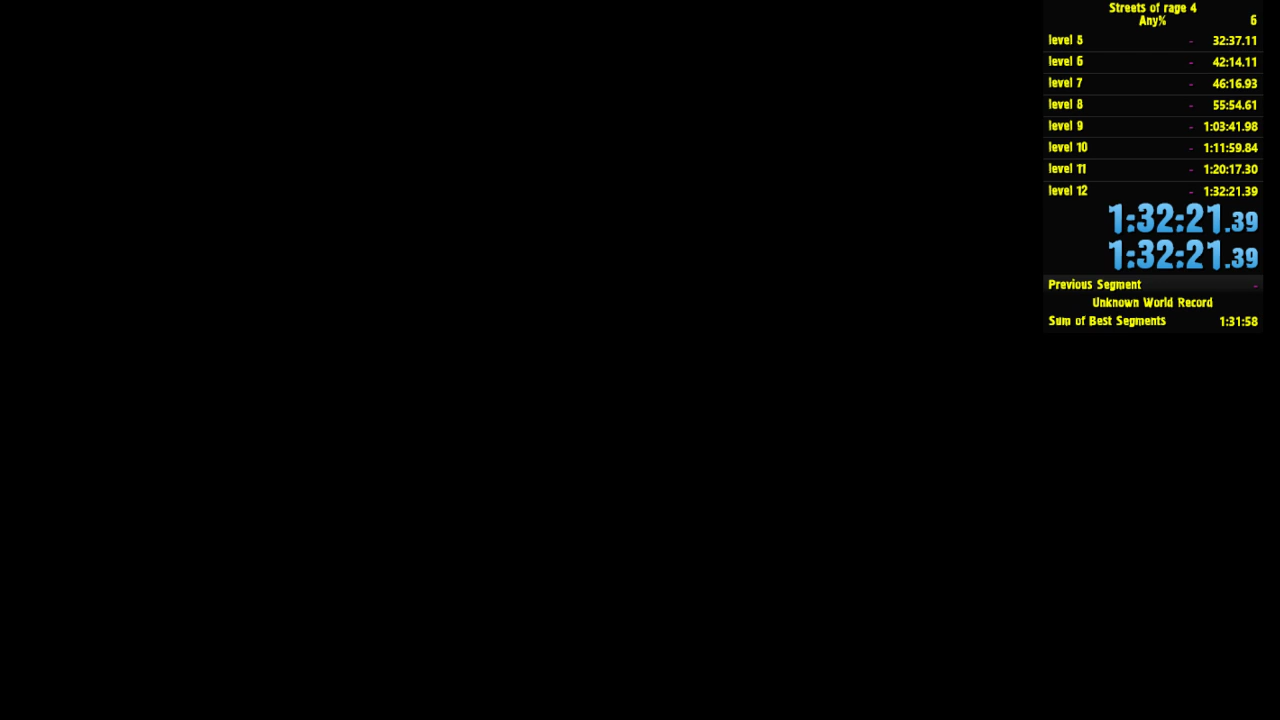 Streets of rage 4
Any% 6
level 5 - 32:37.11
level 6 - 42:14.11
level 7 - 46:16.93
level 8 - 55:54.61
level 9 - 1:03:41.98
level 10 - 1:11:59.84
level 11 - 1:20:17.30
level 12 - 1:32:21.39
1:32:21.39
1:32:21.39
Previous Segment -
Unknown World Record
Sum of Best Segments 1:31:58